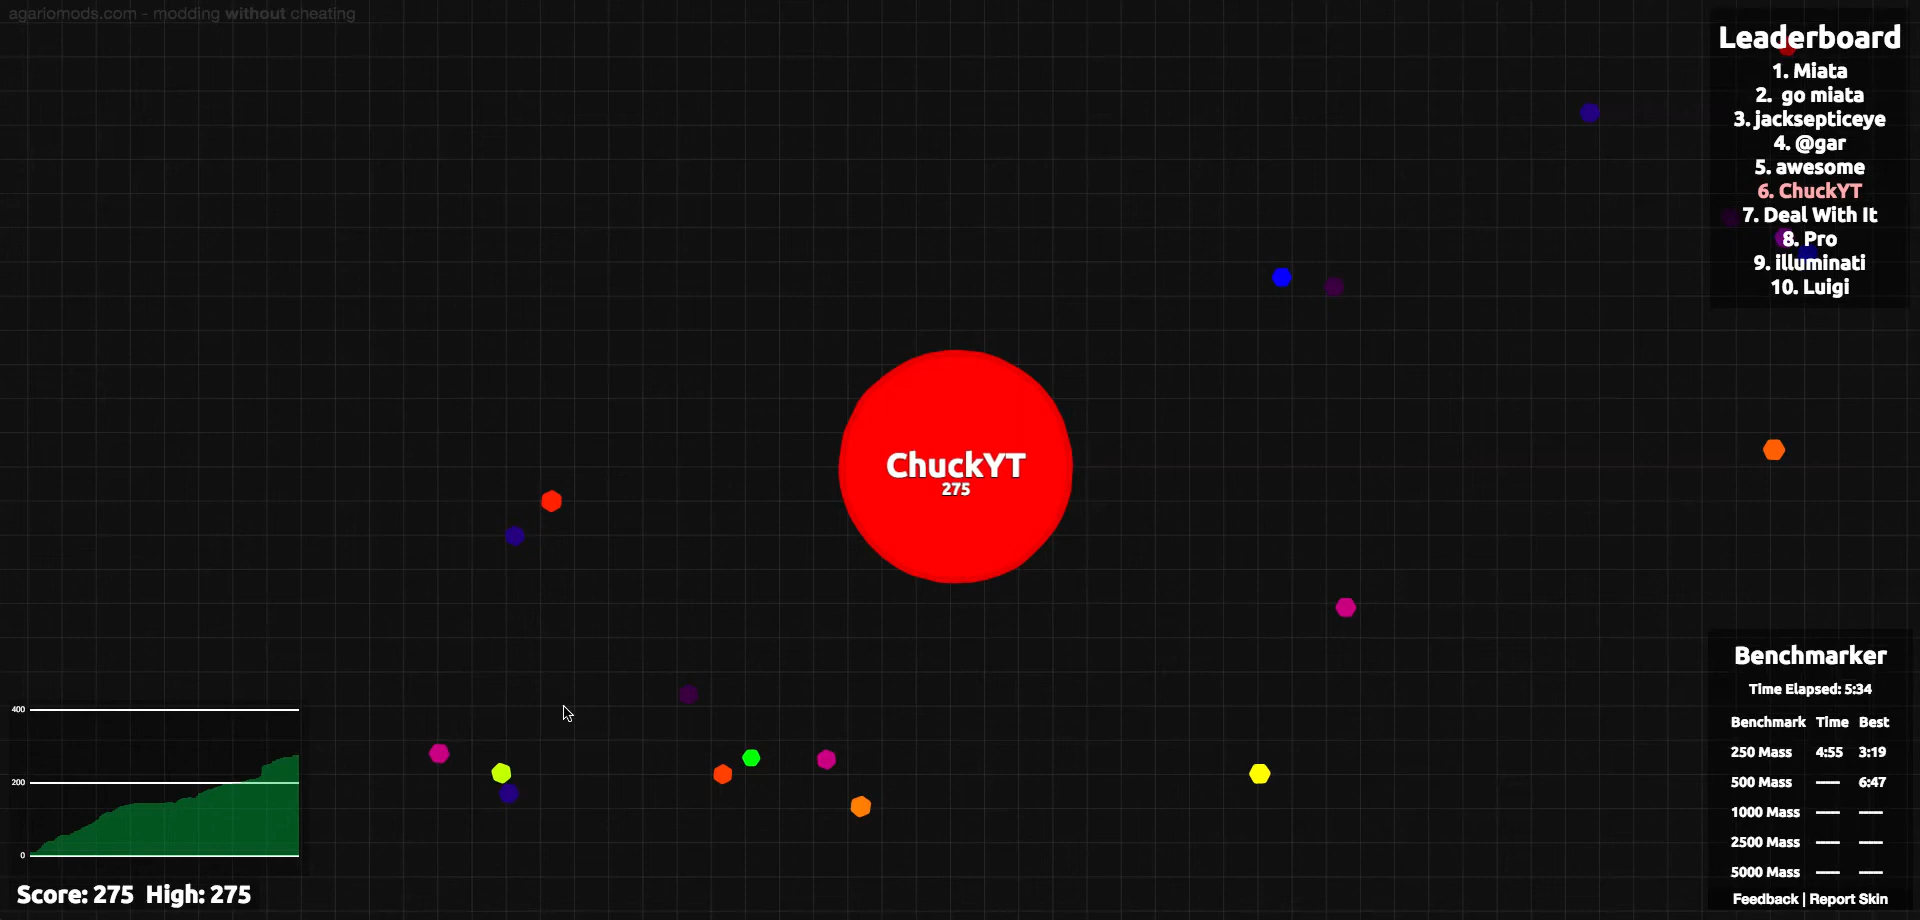 agariomods.com - modding without cheating
Leaderboard
1. Miata
2. go miata
3. jacksepticeye
4. @gar
5. awesome
6. ChuckYT
7. Deal With It
8. Pro
9. illuminati
10. Luigi
ChuckYT
275
Benchmarker
Time Elapsed: 5:34
Benchmark Time Best
250 Mass 4:55 3:19
500 Mass —— 6:47
1000 Mass —— ——
2500 Mass —— ——
5000 Mass —— ——
Feedback | Report Skin
400
200
0
Score: 275 High: 275